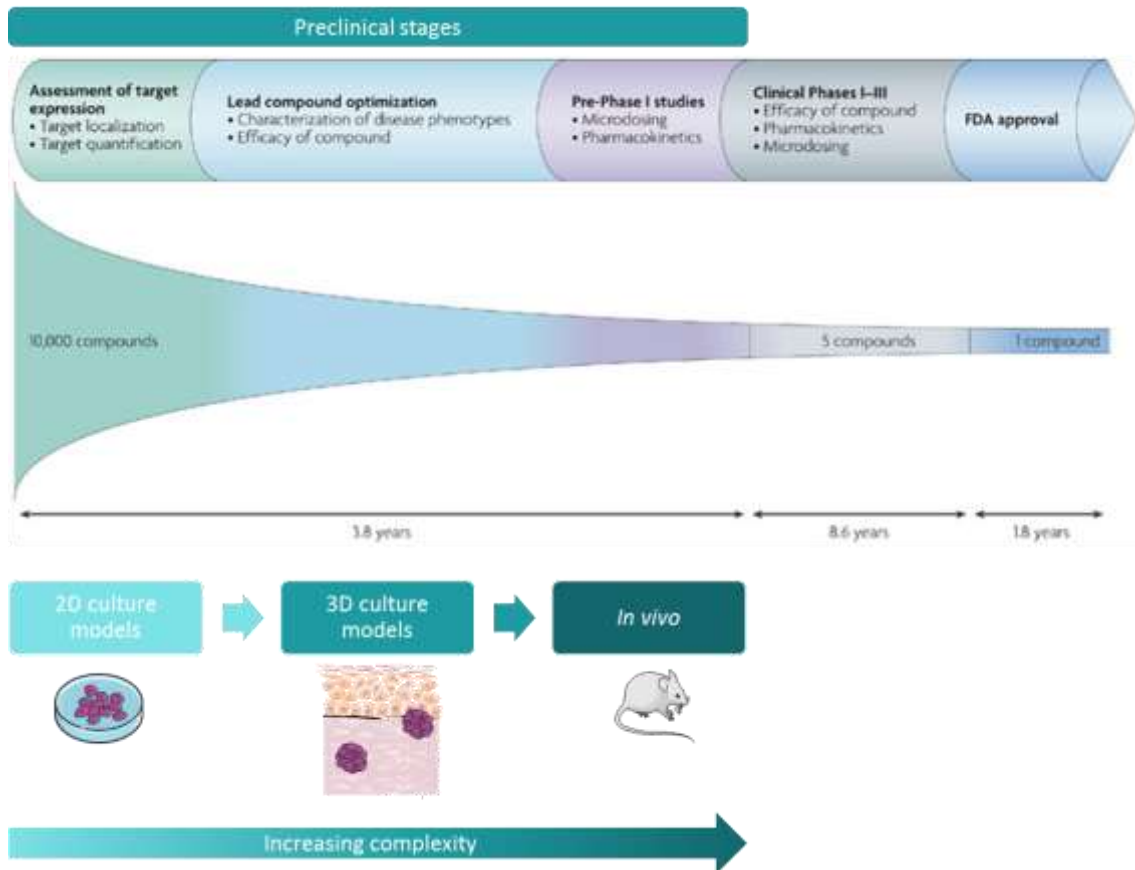 Preclinical stages
Assessment of target
expression
• Target localization
• Target quantification
Lead compound optimization
• Characterization of disease phenotypes
• Efficacy of compound
Pre-Phase I studies
• Microdosing
• Pharmacokinetics
Clinical Phases I–III
• Efficacy of compound
• Pharmacokinetics
• Microdosing
FDA approval
10,000 compounds
5 compounds
1 compound
3.8 years
8.6 years
1.8 years
2D culture
models
3D culture
models
In vivo
Increasing complexity